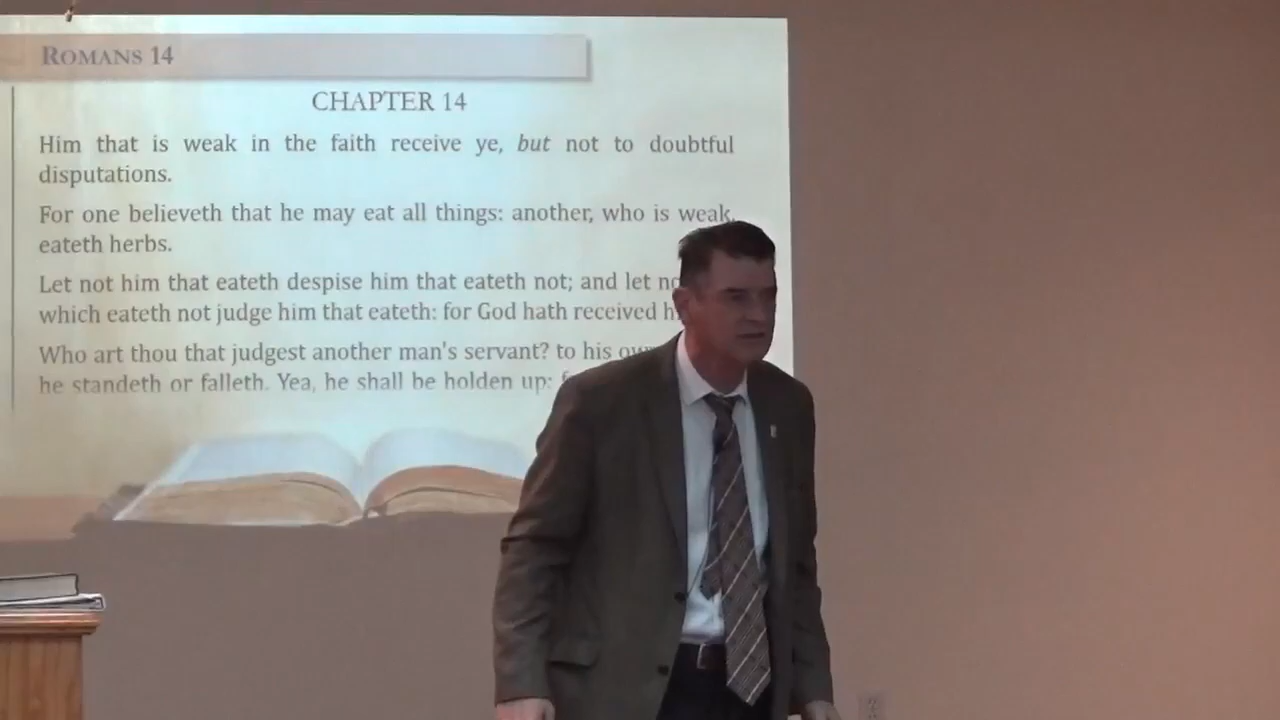 ROMANS 14
CHAPTER 14
Him that is weak in the faith receive ye, but not to doubtful
disputations.
For one believeth that he may eat all things: another, who is weak,
eateth herbs.
Let not him that eateth despise him that eateth not; and let
which eateth not judge him that eateth: for God hath received
Who art thou that judgest another man's servant? to his
he standeth or falleth. Yea, he shall be holden up: